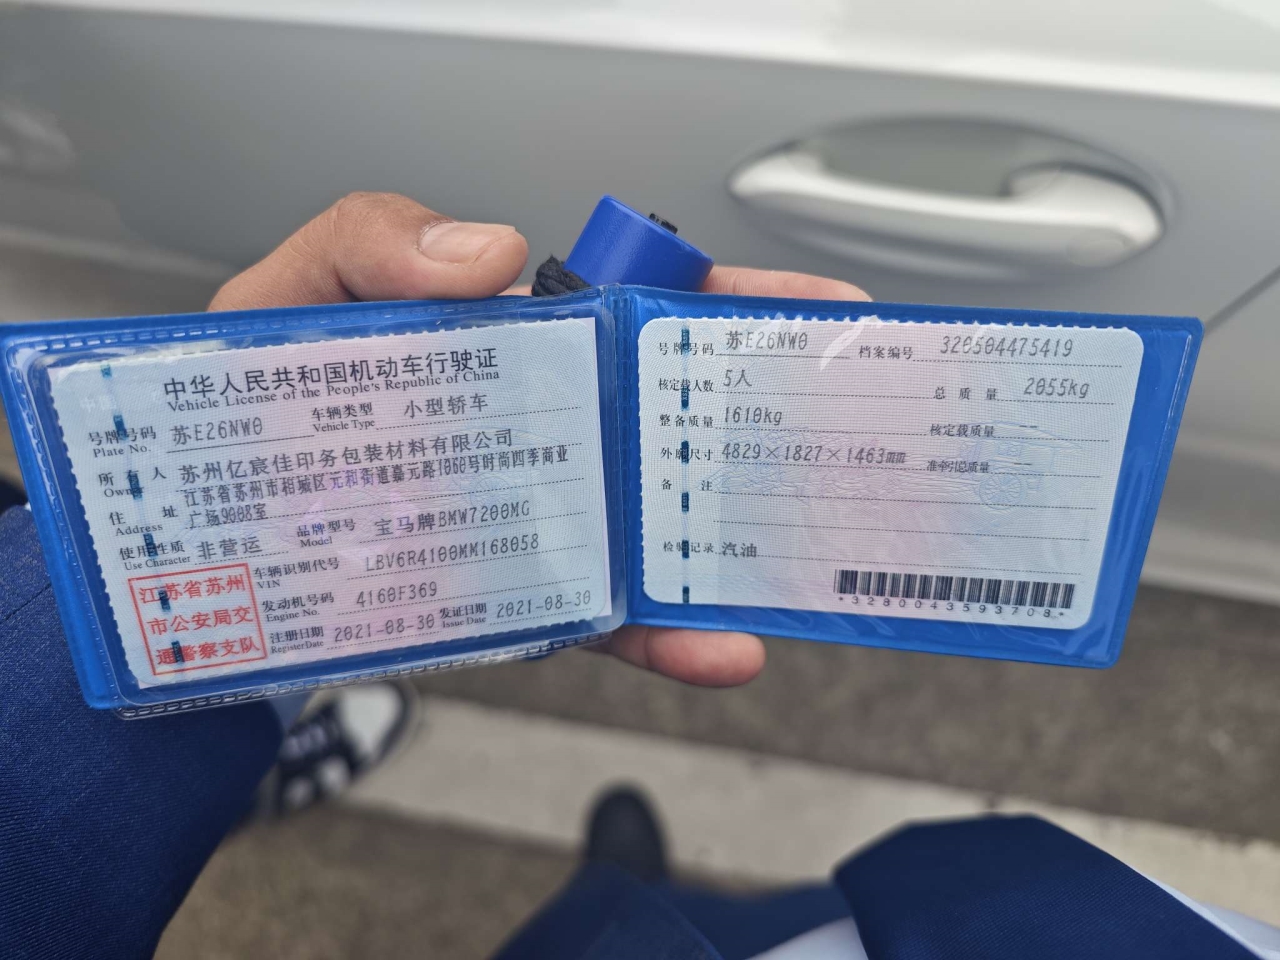 中华人民共和国机动车行驶证
Vehicle License of the People's Republic of China
号牌号码 苏E26NW0 车辆类型 小型轿车
Plate No. Vehicle Type
所有人 苏州亿宸佳印务包装材料有限公司
Owner
住址 江苏省苏州市相城区元和街道嘉元路1060号时尚四季商业
Address 广场9008室
使用性质 非营运 品牌型号 宝马牌BMW7200MG
Use Character Model
江苏省苏州
市公安局交
通警察支队
车辆识别代号 LBV6R4100MM168058
VIN
发动机号码 4160F369
Engine No.
注册日期 2021-08-30 发证日期 2021-08-30
Register Date Issue Date
号牌号码 苏E26NW0 档案编号 320504475419
核定载人数 5人 总质量 2055kg
整备质量 1610kg 核定载质量 —
外廓尺寸 4829×1827×1463mm 准牵引总质量 —
备注
检验记录 汽油
*3280043593708*